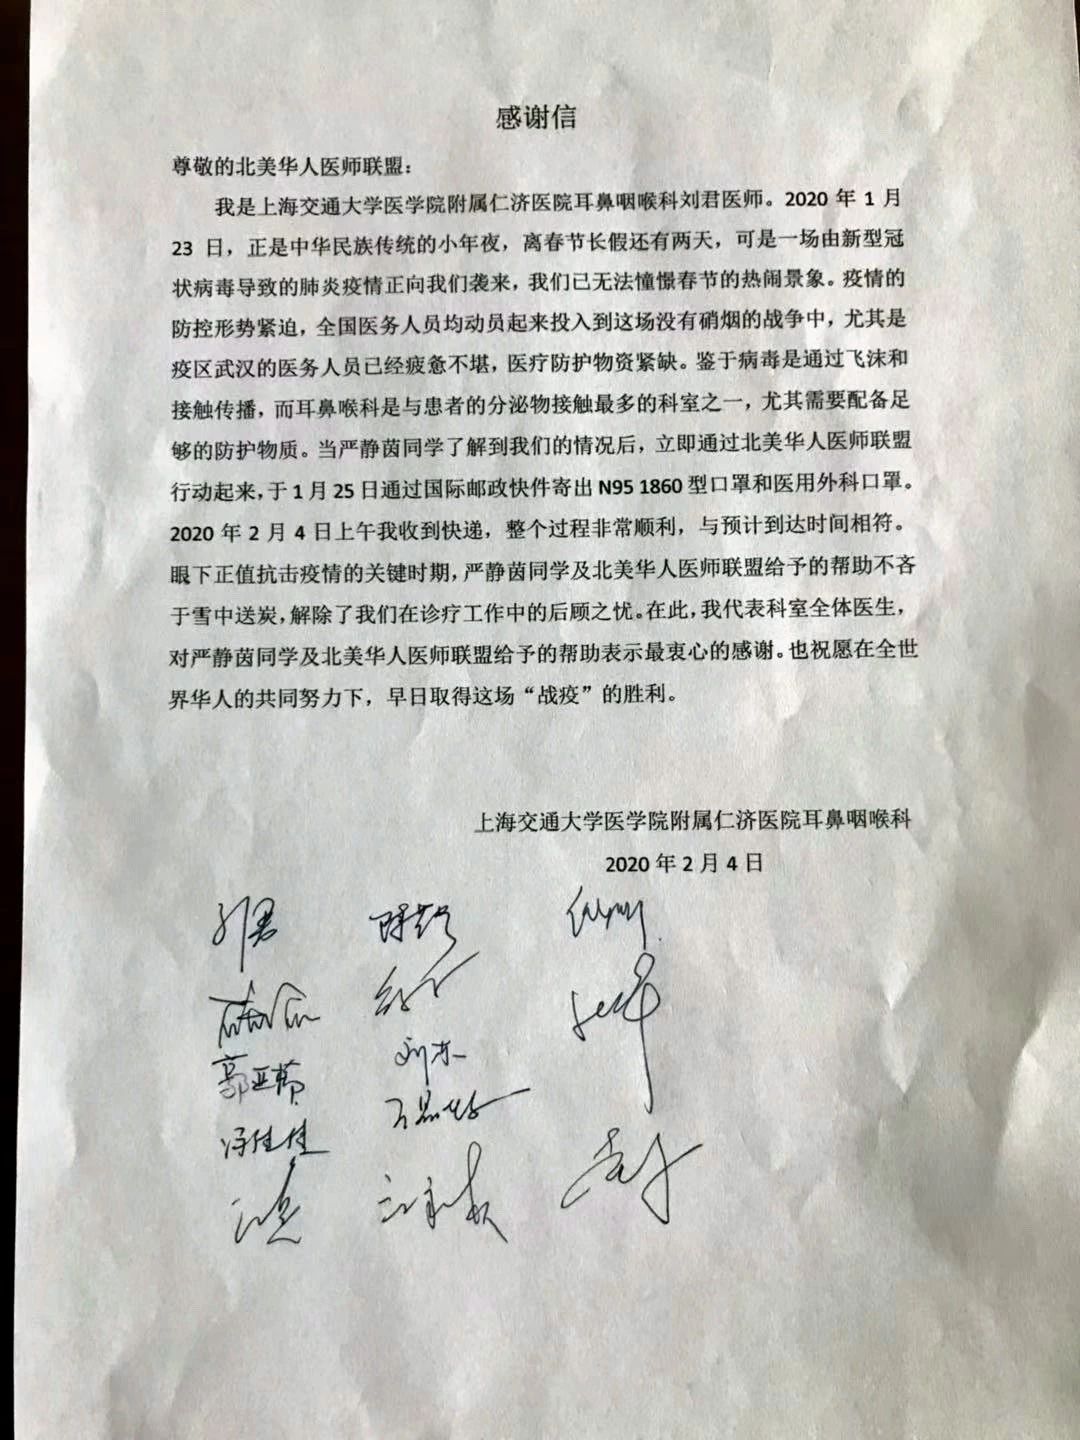 感谢信
尊敬的北美华人医师联盟：
我是上海交通大学医学院附属仁济医院耳鼻咽喉科刘君医师。2020 年 1 月
23 日，正是中华民族传统的小年夜，离春节长假还有两天，可是一场由新型冠
状病毒导致的肺炎疫情正向我们袭来，我们已无法憧憬春节的热闹景象。疫情的
防控形势紧迫，全国医务人员均动员起来投入到这场没有硝烟的战争中，尤其是
疫区武汉的医务人员已经疲惫不堪，医疗防护物资紧缺。鉴于病毒是通过飞沫和
接触传播，而耳鼻喉科是与患者的分泌物接触最多的科室之一，尤其需要配备足
够的防护物质。当严静茵同学了解到我们的情况后，立即通过北美华人医师联盟
行动起来，于 1 月 25 日通过国际邮政快件寄出 N95 1860 型口罩和医用外科口罩。
2020 年 2 月 4 日上午我收到快递，整个过程非常顺利，与预计到达时间相符。
眼下正值抗击疫情的关键时期，严静茵同学及北美华人医师联盟给予的帮助不吝
于雪中送炭，解除了我们在诊疗工作中的后顾之忧。在此，我代表科室全体医生，
对严静茵同学及北美华人医师联盟给予的帮助表示最衷心的感谢。也祝愿在全世
界华人的共同努力下，早日取得这场“战疫”的胜利。
上海交通大学医学院附属仁济医院耳鼻咽喉科
2020 年 2 月 4 日
刘君